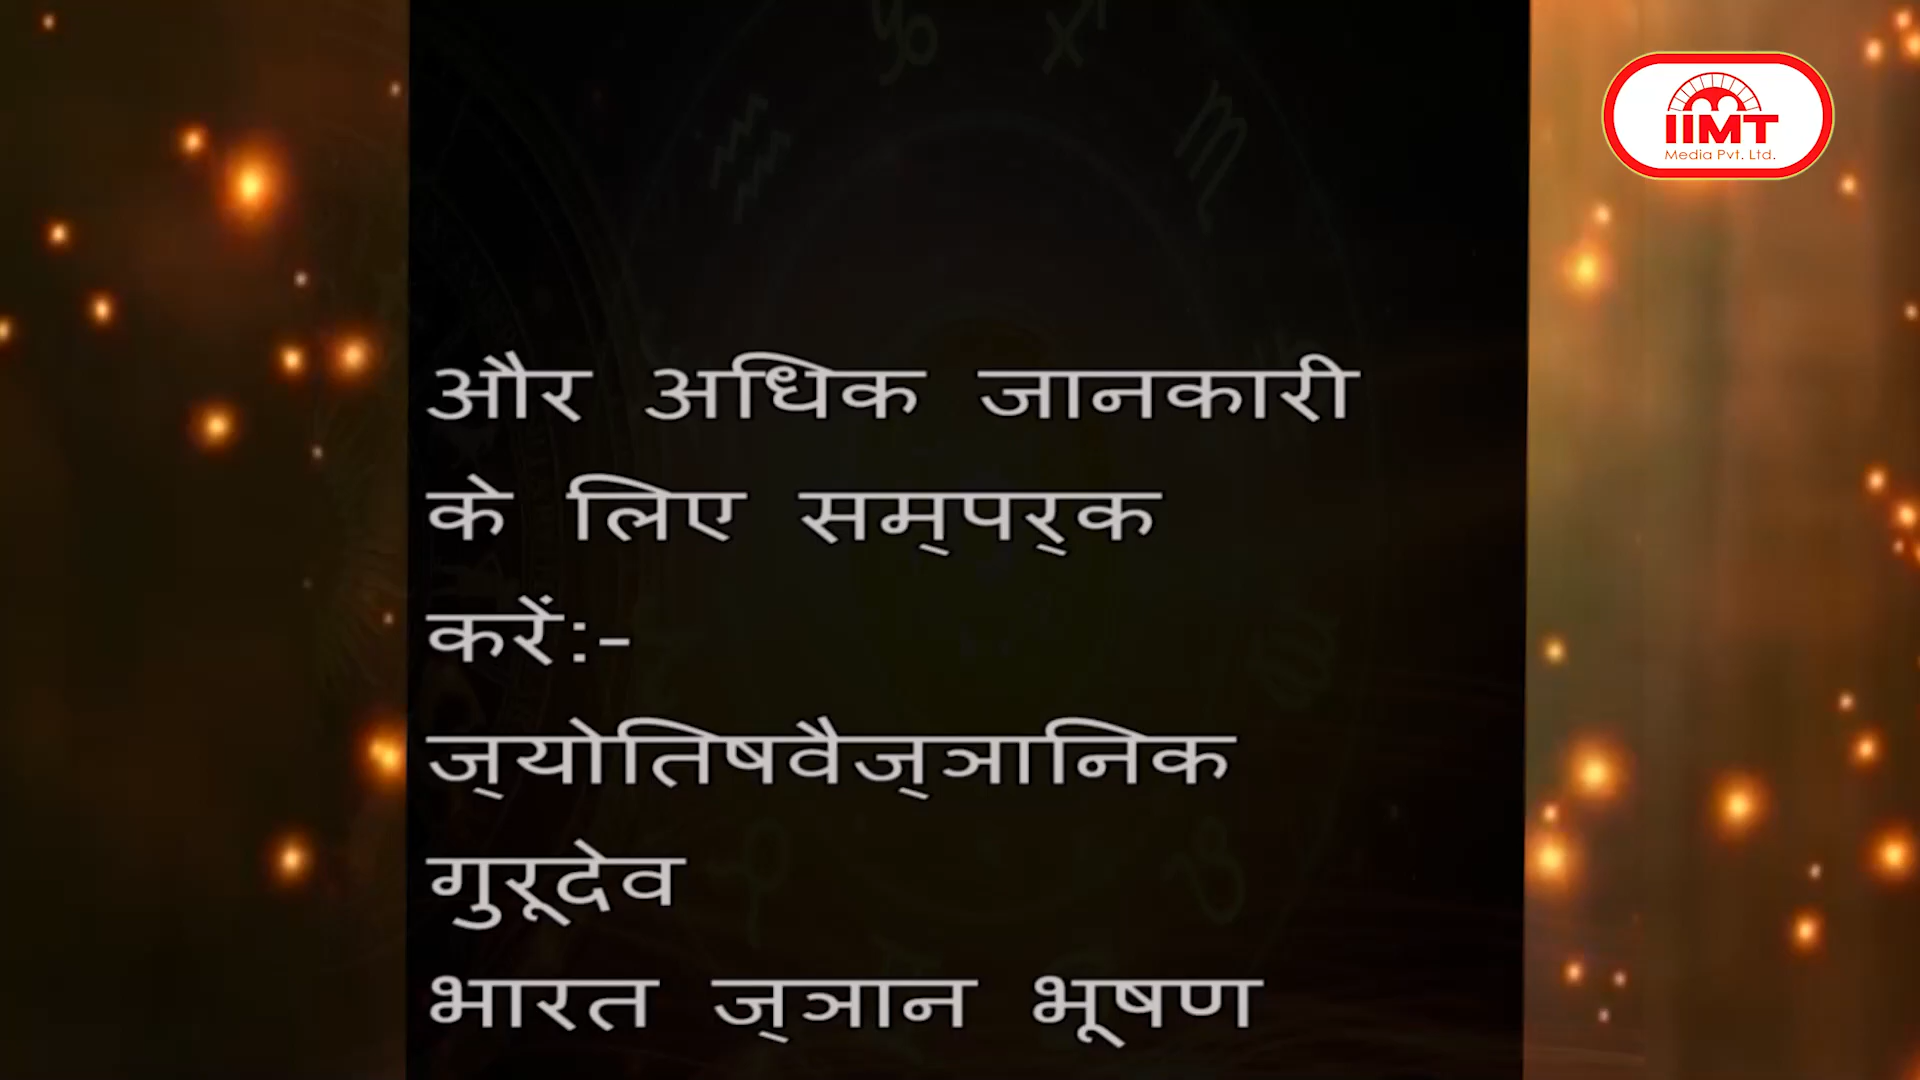 IIMT
Media Pvt. Ltd.
और अधिक जानकारी
के लिए सम्‌पर्‌क
करें:-
ज्‌योतिषवैज्‌ञानिक
गुरूदेव
भारत ज्‌ञान भूषण